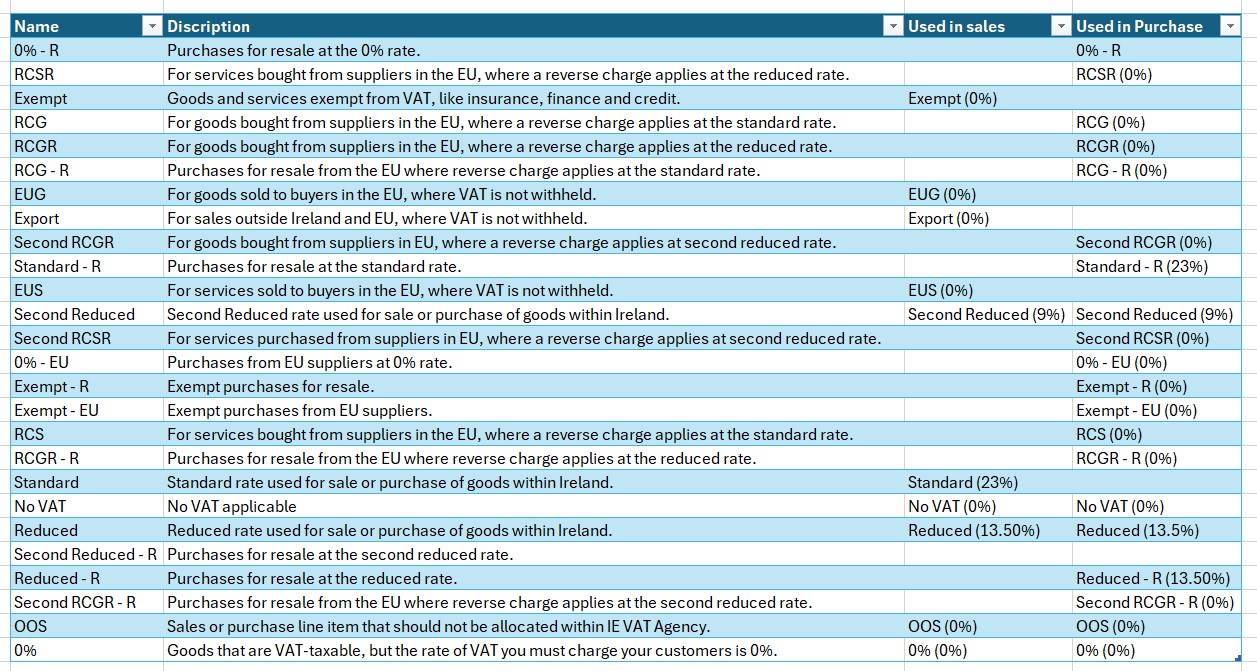 Name Discription Used in sales Used in Purchase
0% - R Purchases for resale at the 0% rate. 0% - R
RCSR For services bought from suppliers in the EU, where a reverse charge applies at the reduced rate. RCSR (0%)
Exempt Goods and services exempt from VAT, like insurance, finance and credit. Exempt (0%)
RCG For goods bought from suppliers in the EU, where a reverse charge applies at the standard rate. RCG (0%)
RCGR For goods bought from suppliers in the EU, where a reverse charge applies at the reduced rate. RCGR (0%)
RCG - R Purchases for resale from the EU where reverse charge applies at the standard rate. RCG - R (0%)
EUG For goods sold to buyers in the EU, where VAT is not withheld. EUG (0%)
Export For sales outside Ireland and EU, where VAT is not withheld. Export (0%)
Second RCGR For goods bought from suppliers in EU, where a reverse charge applies at second reduced rate. Second RCGR (0%)
Standard - R Purchases for resale at the standard rate. Standard - R (23%)
EUS For services sold to buyers in the EU, where VAT is not withheld. EUS (0%)
Second Reduced Second Reduced rate used for sale or purchase of goods within Ireland. Second Reduced (9%) Second Reduced (9%)
Second RCSR For services purchased from suppliers in EU, where a reverse charge applies at second reduced rate. Second RCSR (0%)
0% - EU Purchases from EU suppliers at 0% rate. 0% - EU (0%)
Exempt - R Exempt purchases for resale. Exempt - R (0%)
Exempt - EU Exempt purchases from EU suppliers. Exempt - EU (0%)
RCS For services bought from suppliers in the EU, where a reverse charge applies at the standard rate. RCS (0%)
RCGR - R Purchases for resale from the EU where reverse charge applies at the reduced rate. RCGR - R (0%)
Standard Standard rate used for sale or purchase of goods within Ireland. Standard (23%)
No VAT No VAT applicable No VAT (0%) No VAT (0%)
Reduced Reduced rate used for sale or purchase of goods within Ireland. Reduced (13.50%) Reduced (13.5%)
Second Reduced - R Purchases for resale at the second reduced rate.
Reduced - R Purchases for resale at the reduced rate. Reduced - R (13.50%)
Second RCGR - R Purchases for resale from the EU where reverse charge applies at the second reduced rate. Second RCGR - R (0%)
OOS Sales or purchase line item that should not be allocated within IE VAT Agency. OOS (0%) OOS (0%)
0% Goods that are VAT-taxable, but the rate of VAT you must charge your customers is 0%. 0% (0%) 0% (0%)